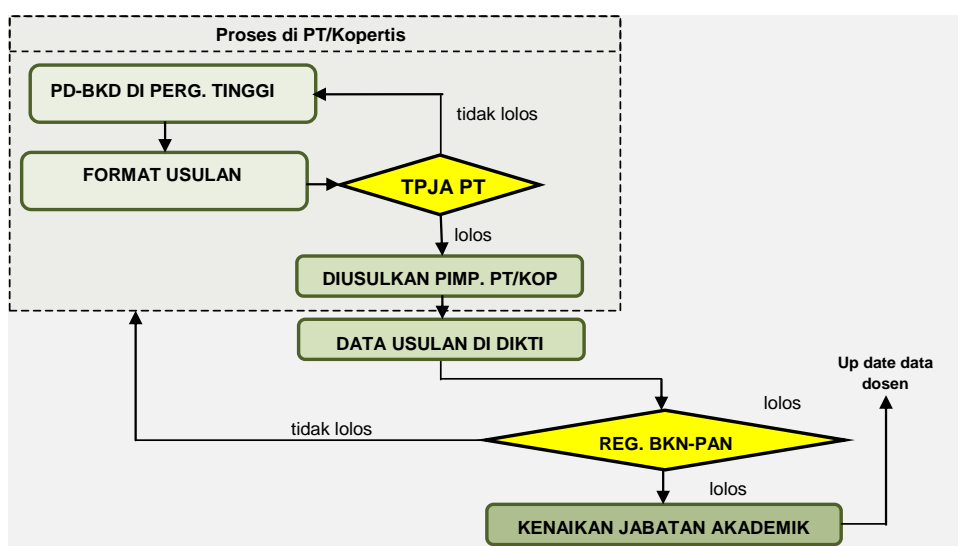 Proses di PT/Kopertis
PD-BKD DI PERG. TINGGI
tidak lolos
FORMAT USULAN
TPJA PT
lolos
DIUSULKAN PIMP. PT/KOP
DATA USULAN DI DIKTI
Up date data
dosen
lolos
tidak lolos
REG. BKN-PAN
lolos
KENAIKAN JABATAN AKADEMIK